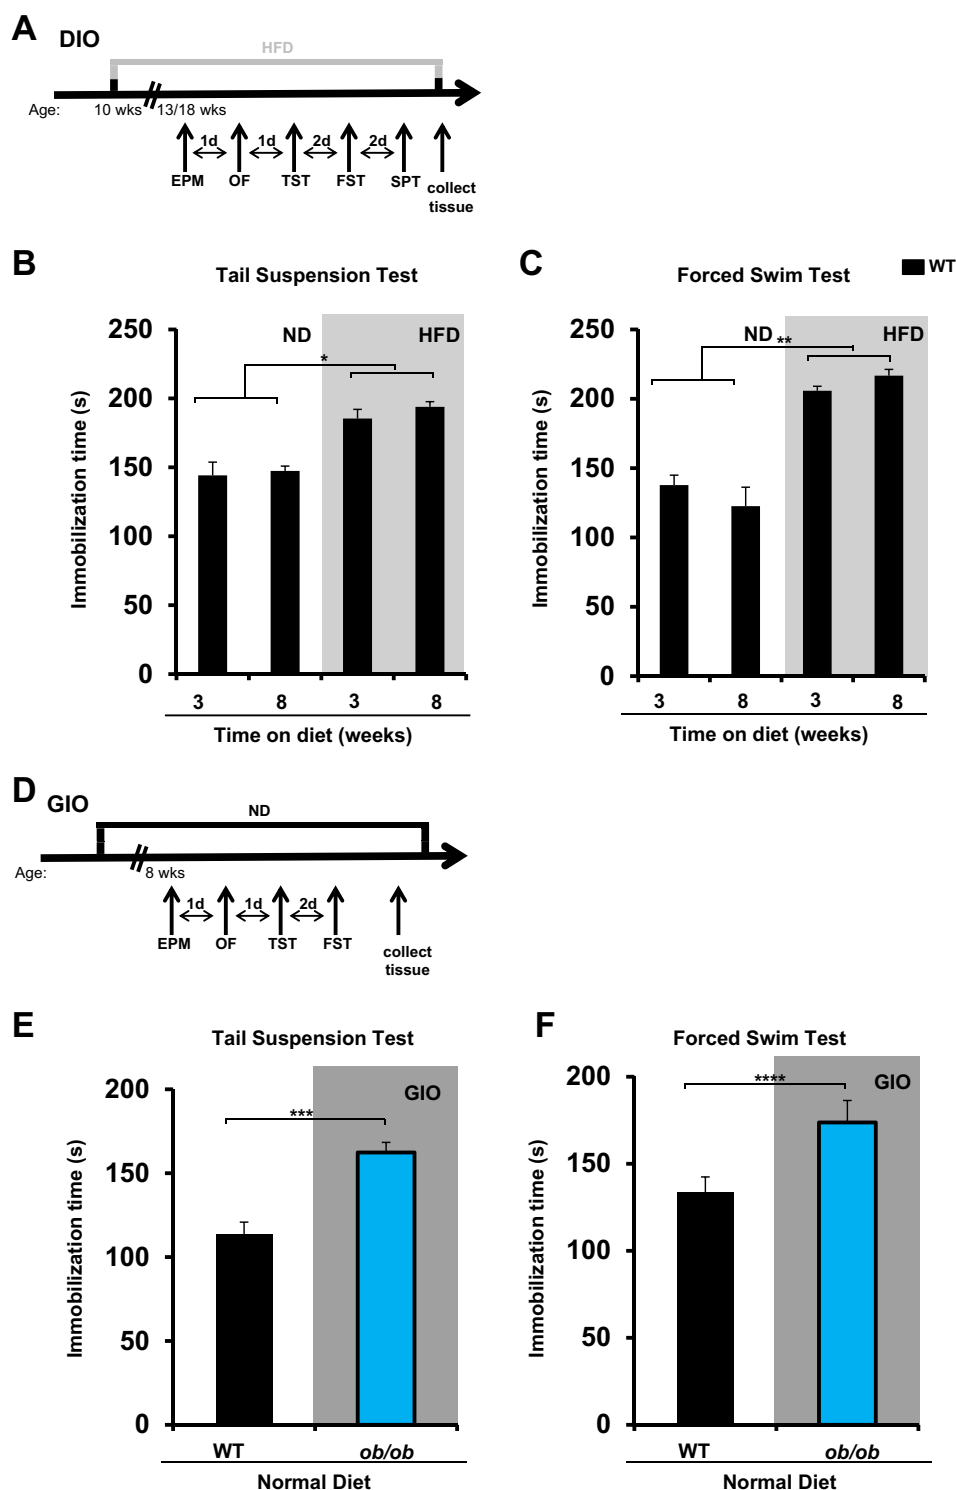 A
DIO
HFD
Age: 10 wks 13/18 wks
1d 1d 2d 2d
EPM OF TST FST SPT collect
tissue
B
Tail Suspension Test
ND HFD
*
Immobilization time (s)
250
200
150
100
50
0
3 8 3 8
Time on diet (weeks)
C
Forced Swim Test
WT
ND HFD
**
Immobilization time (s)
250
200
150
100
50
0
3 8 3 8
Time on diet (weeks)
D
GIO
ND
Age: 8 wks
1d 1d 2d
EPM OF TST FST collect
tissue
E
Tail Suspension Test
GIO
***
Immobilization time (s)
200
150
100
50
0
WT ob/ob
Normal Diet
F
Forced Swim Test
GIO
****
Immobilization time (s)
200
150
100
50
0
WT ob/ob
Normal Diet